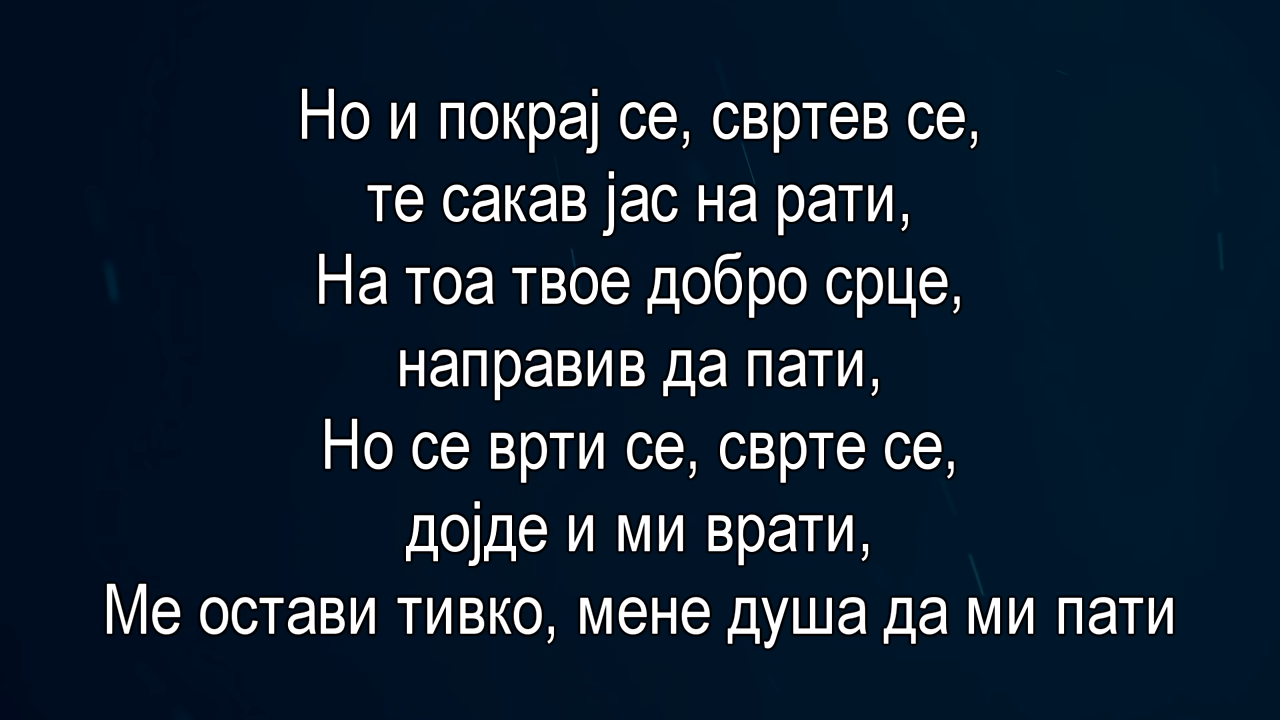 Но и покрај се, свртев се,
те сакав јас на рати,
На тоа твое добро срце,
направив да пати,
Но се врти се, сврте се,
дојде и ми врати,
Ме остави тивко, мене душа да ми пати